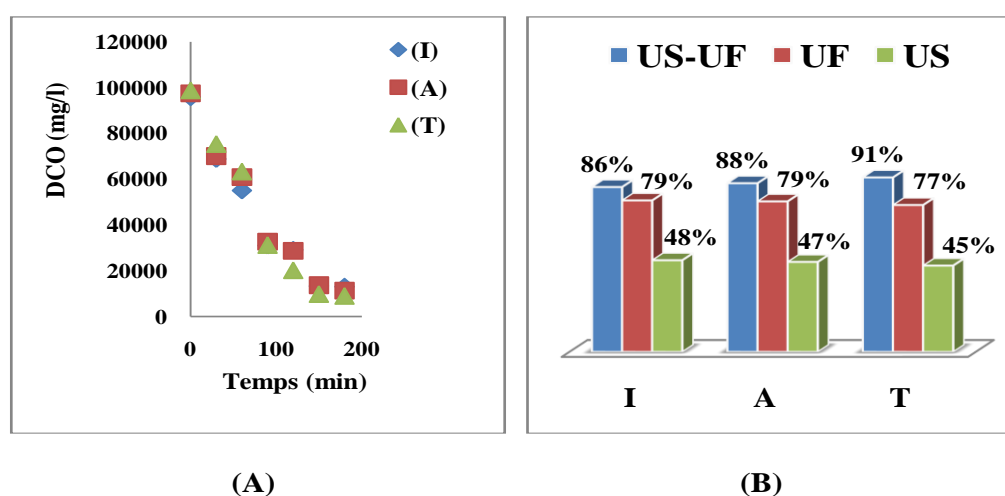 120000
100000
80000
60000
40000
20000
0
DCO (mg/l)
0 100 200
Temps (min)
(I)
(A)
(T)
(A)
US-UF UF US
86% 79% 48%
88% 79% 47%
91% 77% 45%
I A T
(B)